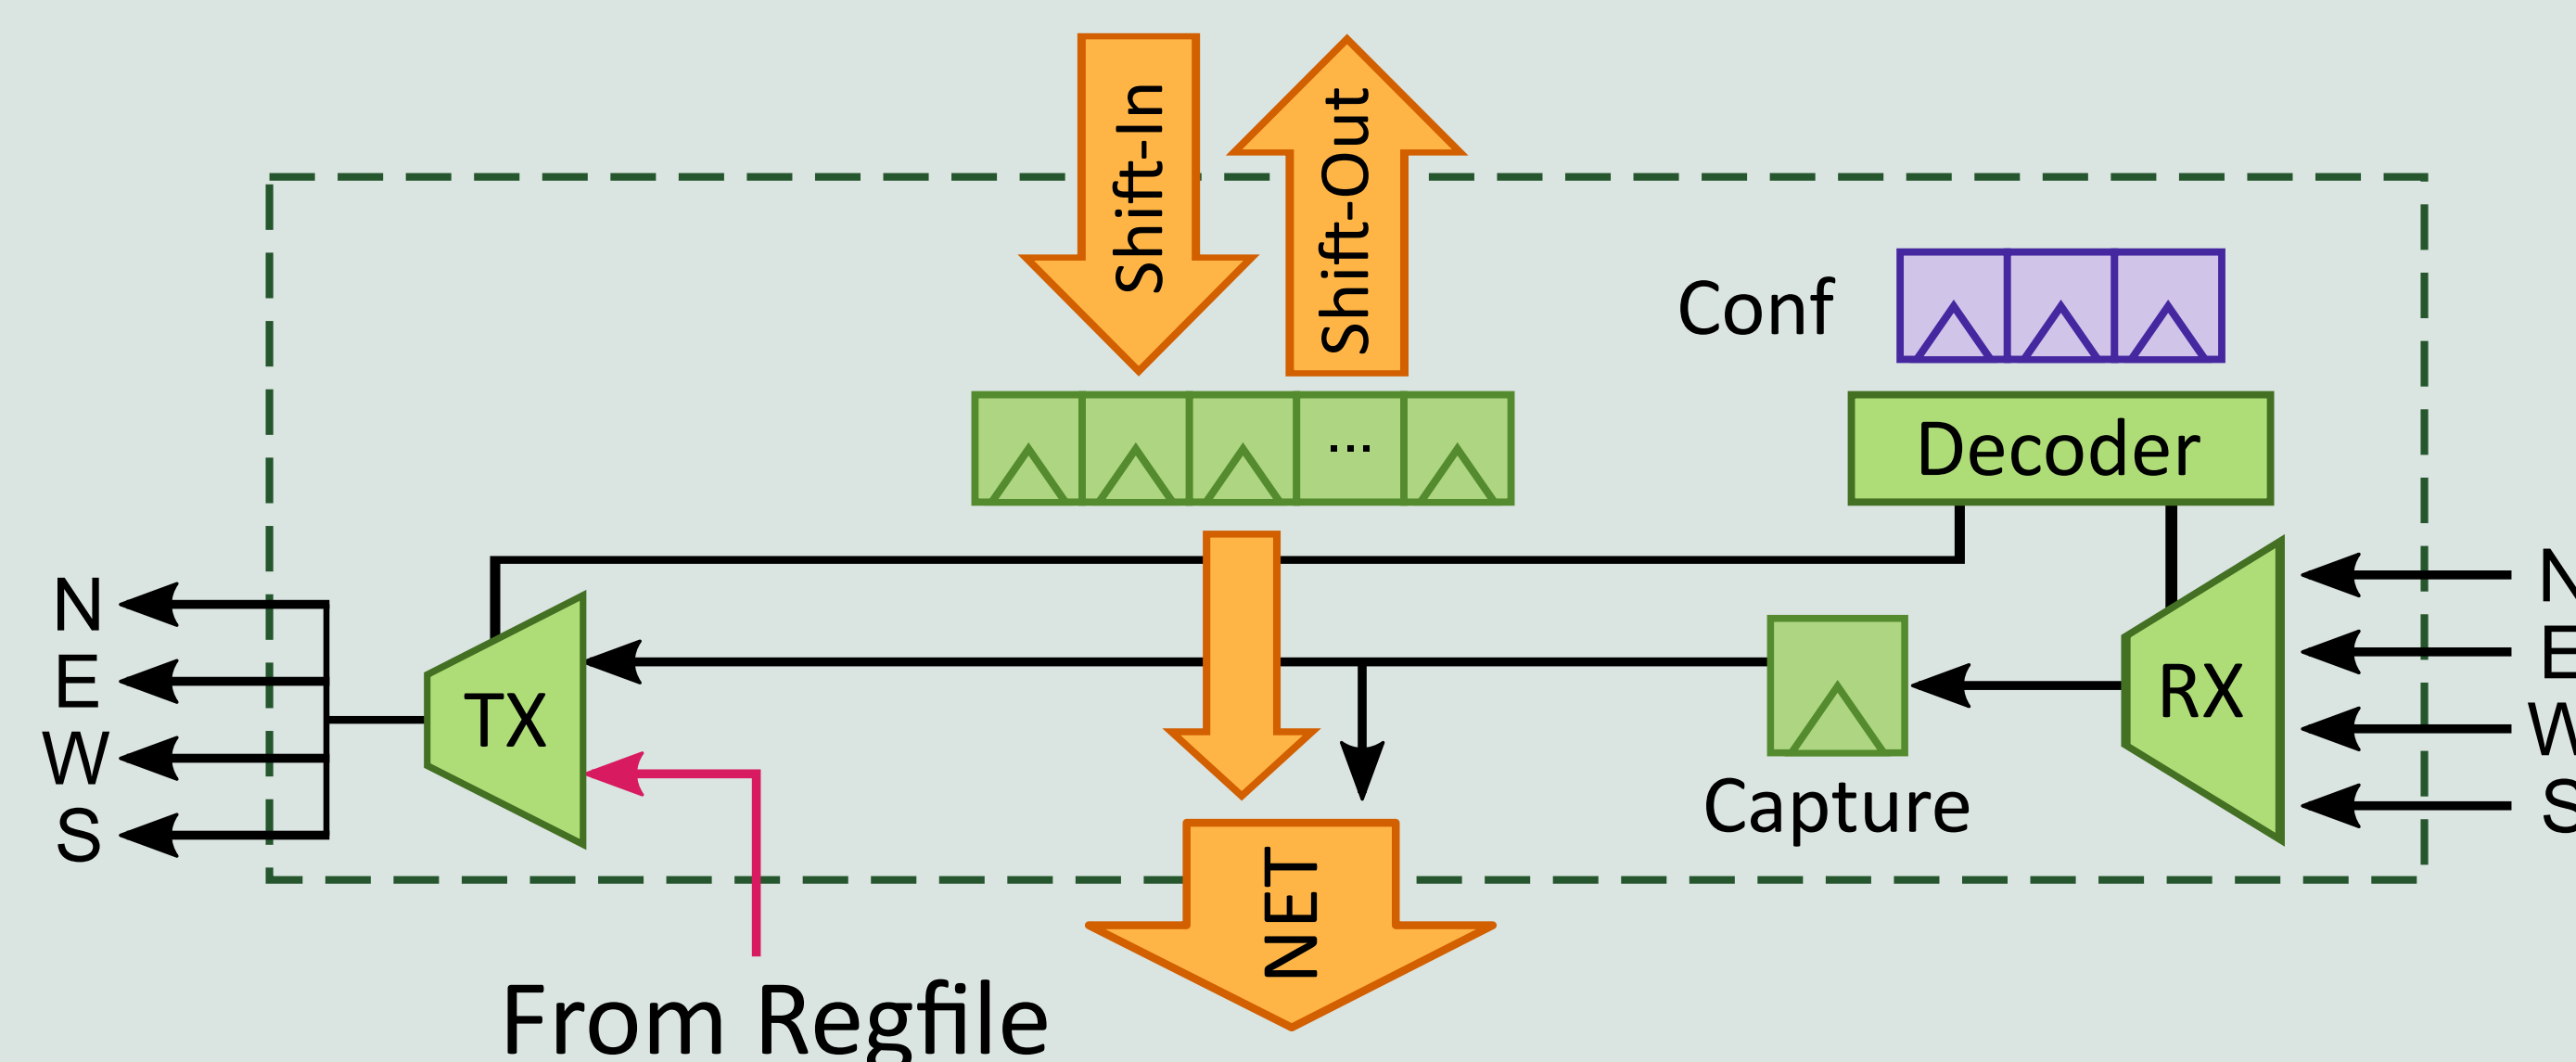 Shift-In
Shift-Out
Conf
Decoder
...
N
E
W
S
TX
RX
N
E
W
S
Capture
NET
From Regfile